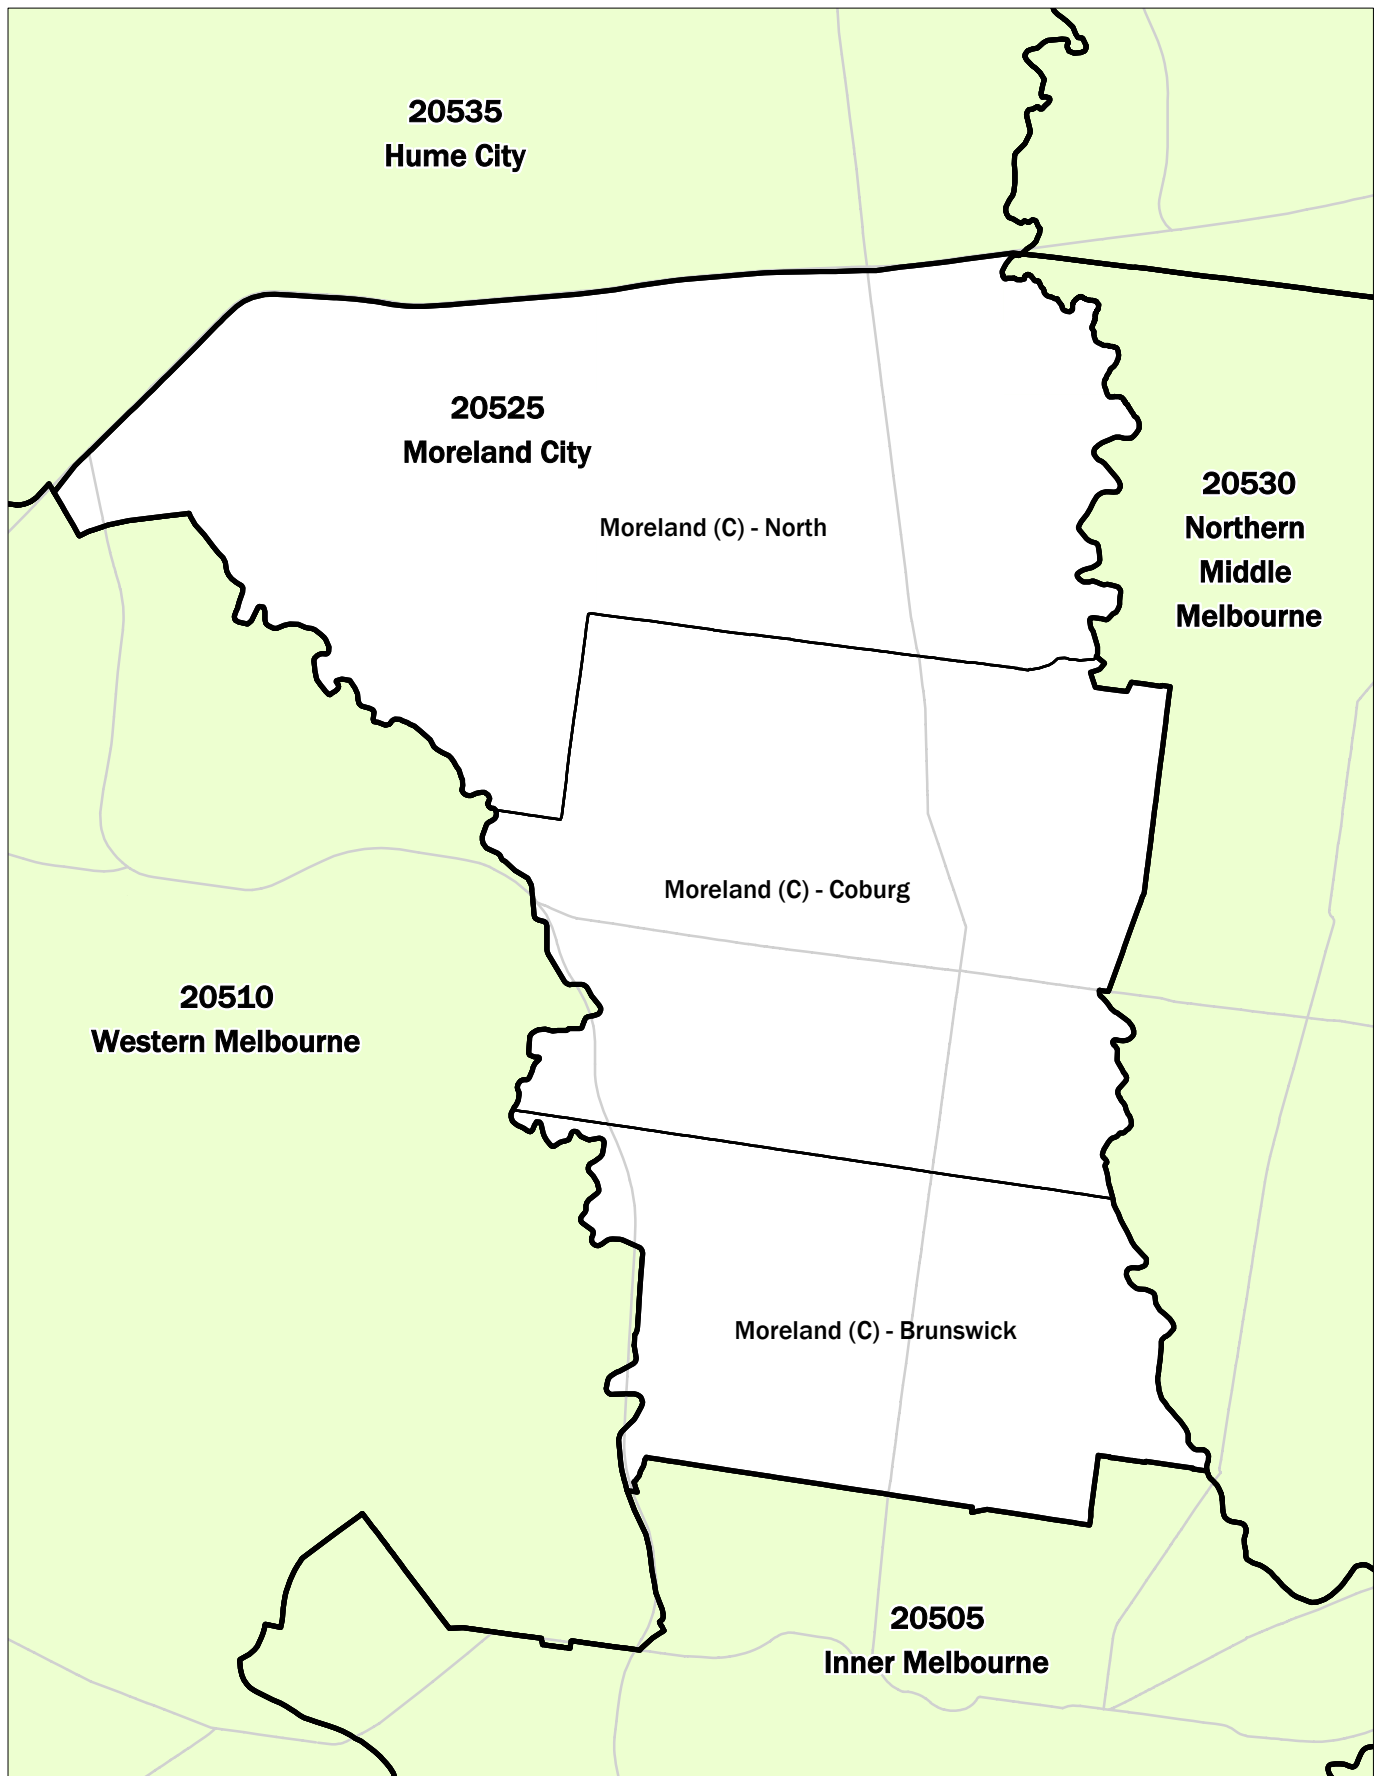 20535
Hume City
20525
Moreland City
20530
Northern
Middle
Melbourne
Moreland (C) - North
Moreland (C) - Coburg
20510
Western Melbourne
Moreland (C) - Brunswick
20505
Inner Melbourne